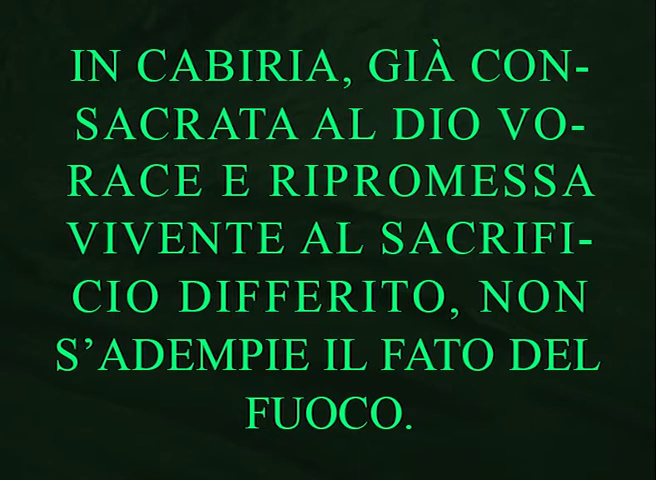 IN CABIRIA, GIÀ CON-
SACRATA AL DIO VO-
RACE E RIPROMESSA
VIVENTE AL SACRIFI-
CIO DIFFERITO, NON
S’ADEMPIE IL FATO DEL
FUOCO.